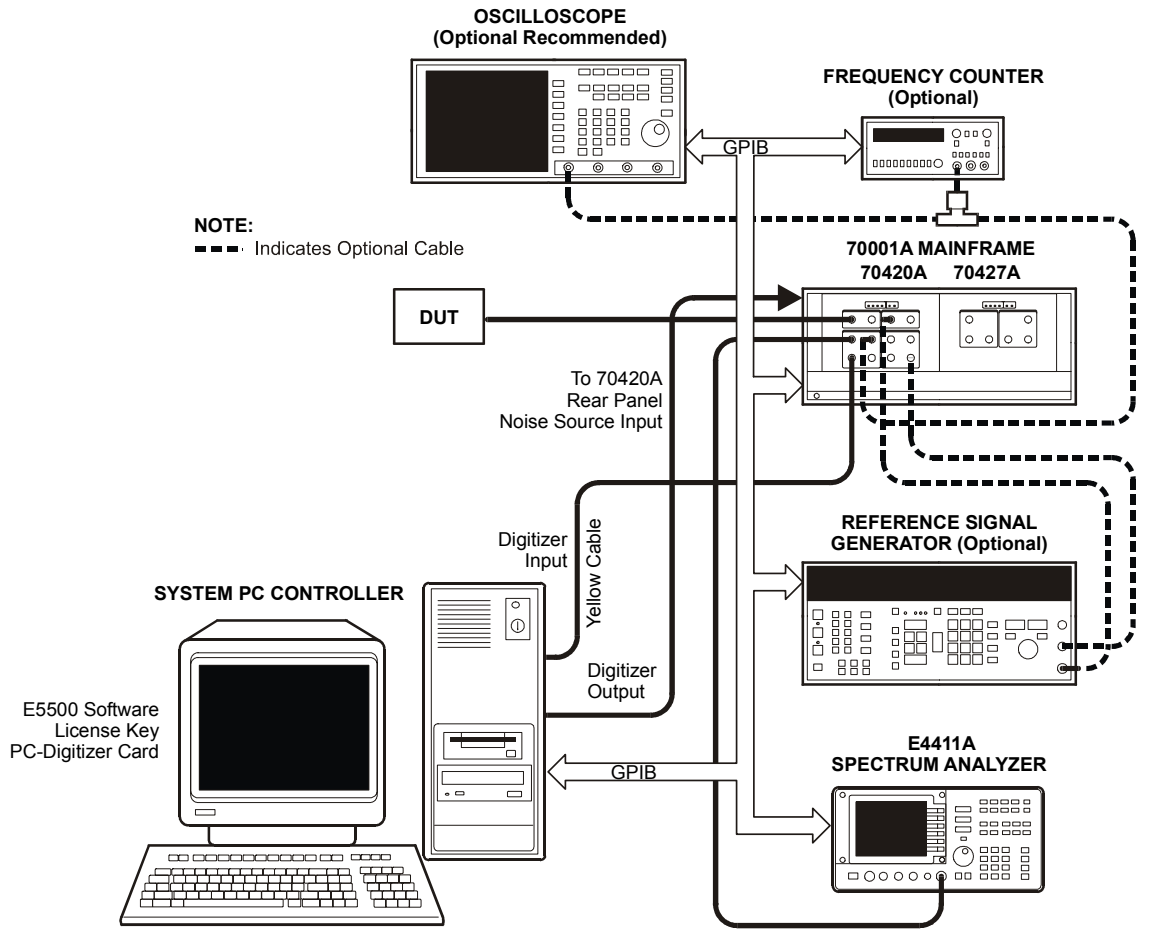 OSCILLOSCOPE
(Optional Recommended)
FREQUENCY COUNTER
(Optional)
GPIB
NOTE:
Indicates Optional Cable
70001A MAINFRAME
70420A 70427A
DUT
To 70420A
Rear Panel
Noise Source Input
Digitizer
Input
Yellow Cable
REFERENCE SIGNAL
GENERATOR (Optional)
SYSTEM PC CONTROLLER
Digitizer
Output
E5500 Software
License Key
PC-Digitizer Card
GPIB
E4411A
SPECTRUM ANALYZER